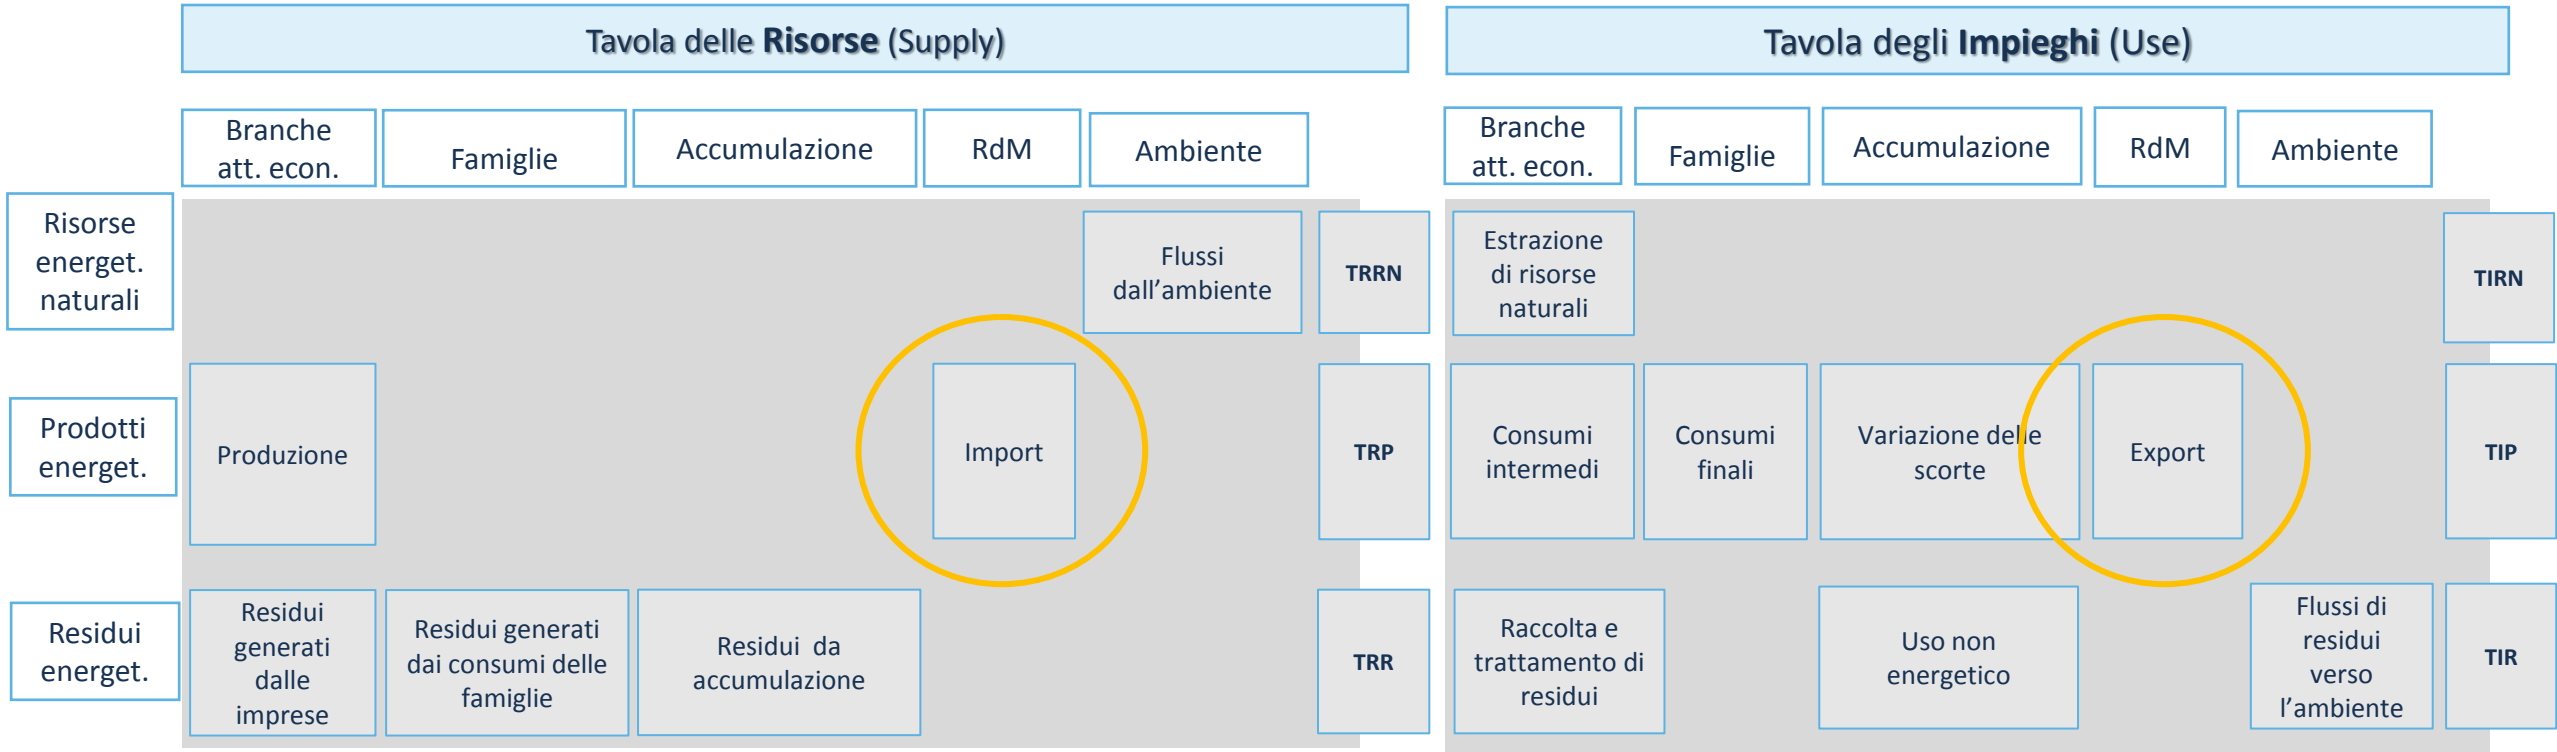 Tavola delle Risorse (Supply)
Tavola degli Impieghi (Use)
Branche
att. econ.
Famiglie
Accumulazione
RdM
Ambiente
Branche
att. econ.
Famiglie
Accumulazione
RdM
Ambiente
Risorse
energet.
naturali
Flussi
dall'ambiente
TRRN
Estrazione
di risorse
naturali
TIRN
Prodotti
energet.
Produzione
Import
TRP
Consumi
intermedi
Consumi
finali
Variazione delle
scorte
Export
TIP
Residui
energet.
Residui
generati
dalle
imprese
Residui generati
dai consumi delle
famiglie
Residui da
accumulazione
TRR
Raccolta e
trattamento di
residui
Uso non
energetico
Flussi di
residui
verso
l'ambiente
TIR